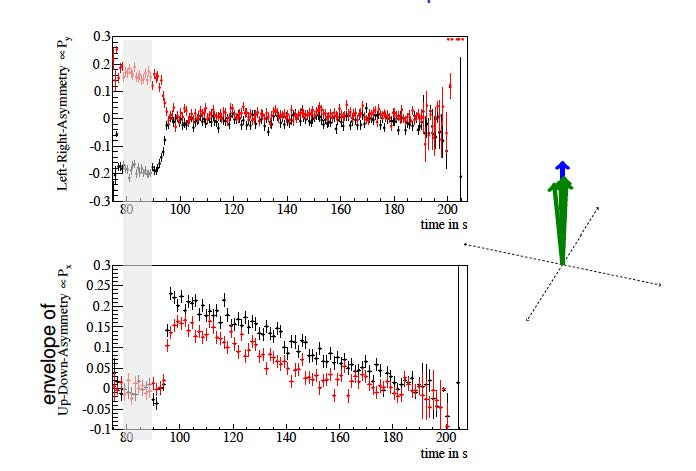 Left-Right-Asymmetry ∝ Py
0.3
0.2
0.1
0
-0.1
-0.2
-0.3
80 100 120 140 160 180 200
time in s
envelope of
Up-Down-Asymmetry ∝ Px
0.3
0.25
0.2
0.15
0.1
0.05
0
-0.05
-0.1
80 100 120 140 160 180 200
time in s